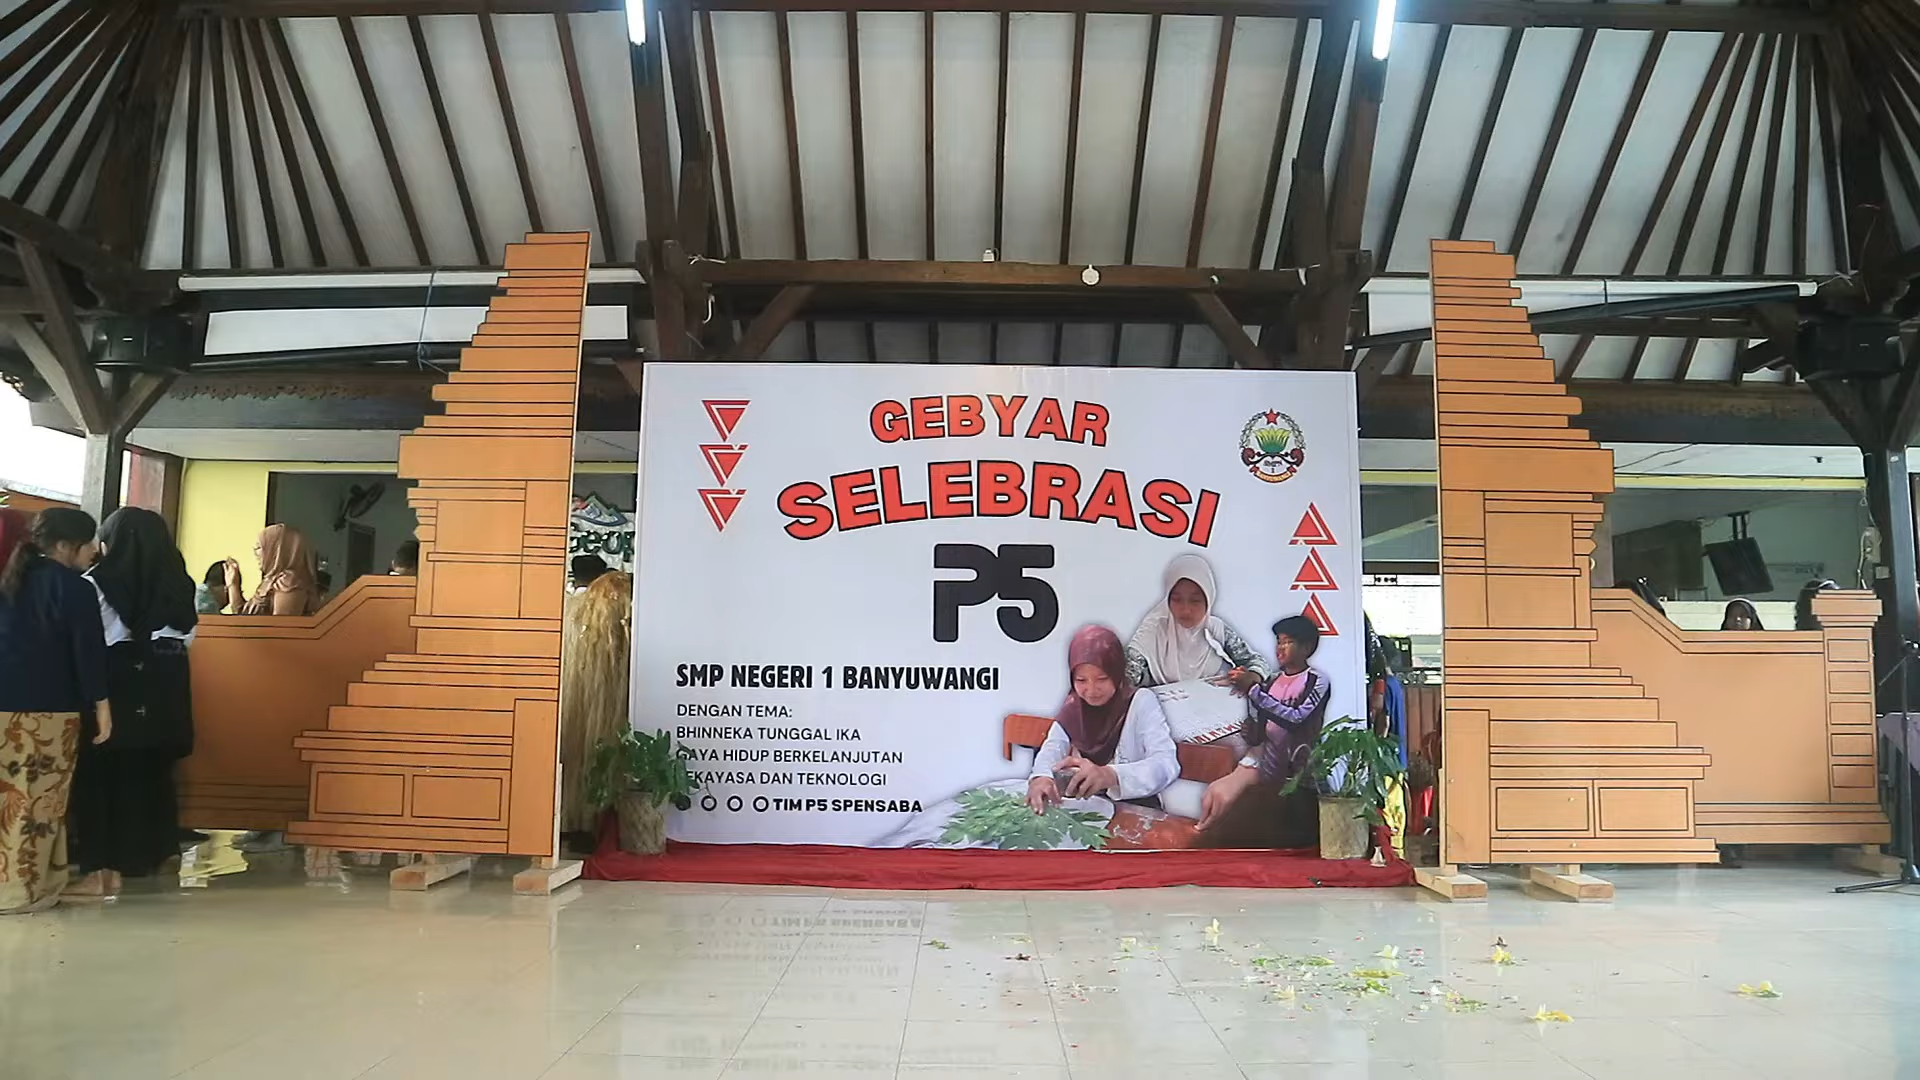 GEBYAR
SELEBRASI
P5
SMP NEGERI 1 BANYUWANGI
DENGAN TEMA:
BHINNEKA TUNGGAL IKA
GAYA HIDUP BERKELANJUTAN
REKAYASA DAN TEKNOLOGI
TIM P5 SPENSABA